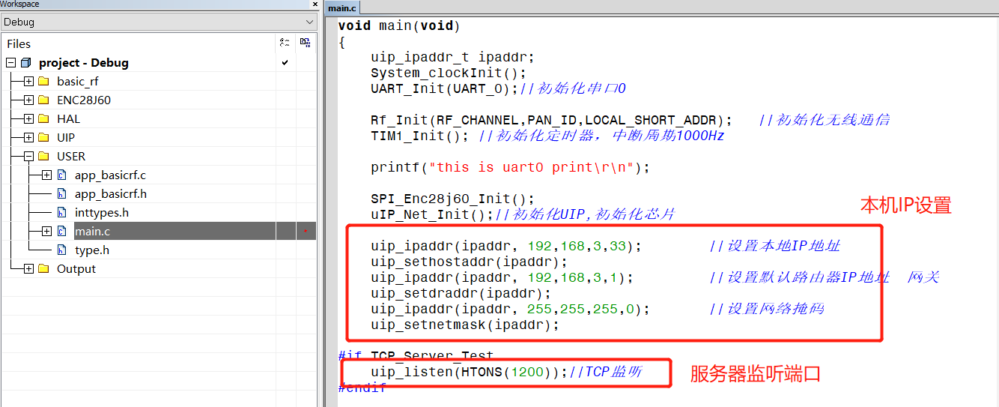 Workspace
Debug
Files
project - Debug
basic_rf
ENC28J60
HAL
UIP
USER
app_basicrf.c
app_basicrf.h
inttypes.h
main.c
type.h
Output
main.c
void main(void)
{
uip_ipaddr_t ipaddr;
System_clockInit();
UART_Init(UART_0);//初始化串口0
Rf_Init(RF_CHANNEL,PAN_ID,LOCAL_SHORT_ADDR); //初始化无线通信
TIM1_Init(); //初始化定时器，中断周期1000Hz
printf("this is uart0 print\r\n");
SPI_Enc28j60_Init();
uIP_Net_Init();//初始化UIP,初始化芯片
本机IP设置
uip_ipaddr(ipaddr, 192,168,3,33); //设置本地IP地址
uip_sethostaddr(ipaddr);
uip_ipaddr(ipaddr, 192,168,3,1); //设置默认路由器IP地址 网关
uip_setdraddr(ipaddr);
uip_ipaddr(ipaddr, 255,255,255,0); //设置网络掩码
uip_setnetmask(ipaddr);
#if TCP_Server_Test
uip_listen(HTONS(1200));//TCP监听
服务器监听端口
#endif